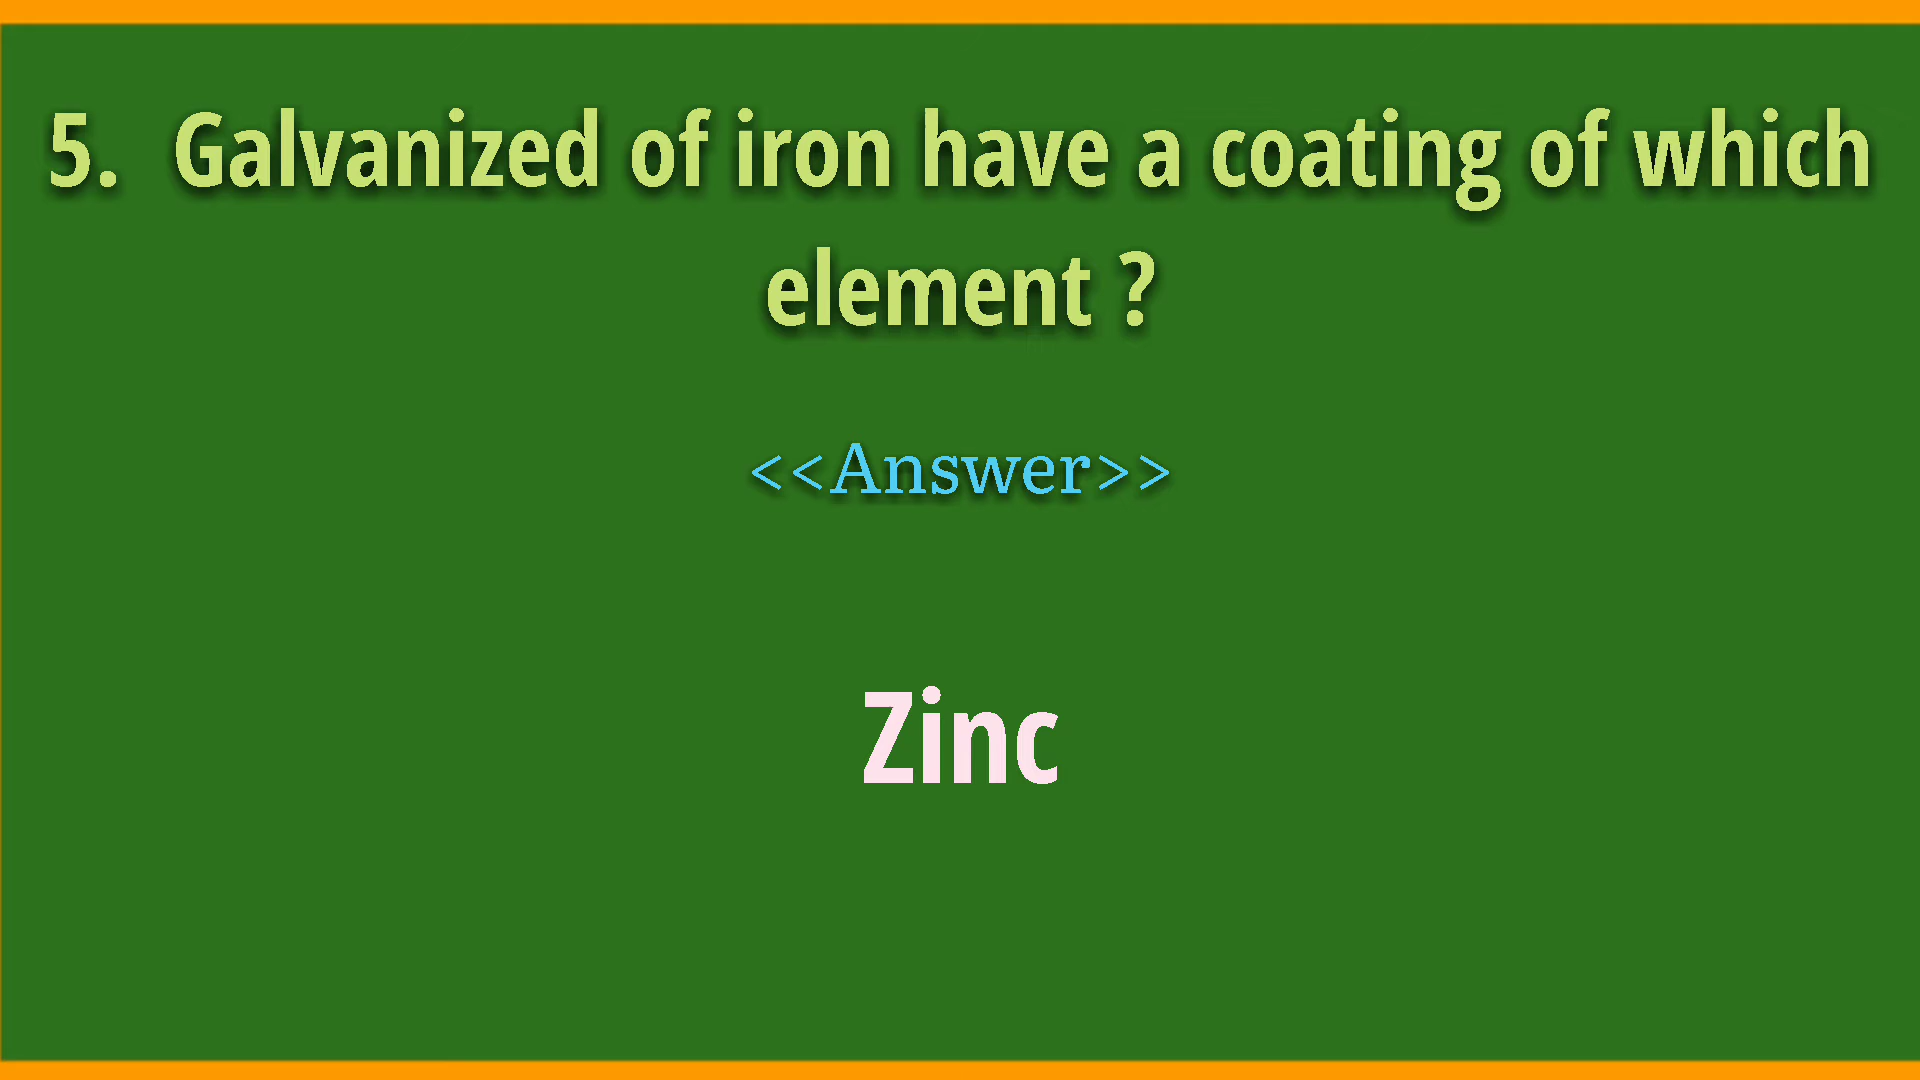 5. Galvanized of iron have a coating of which
element ?
<<Answer>>
Zinc